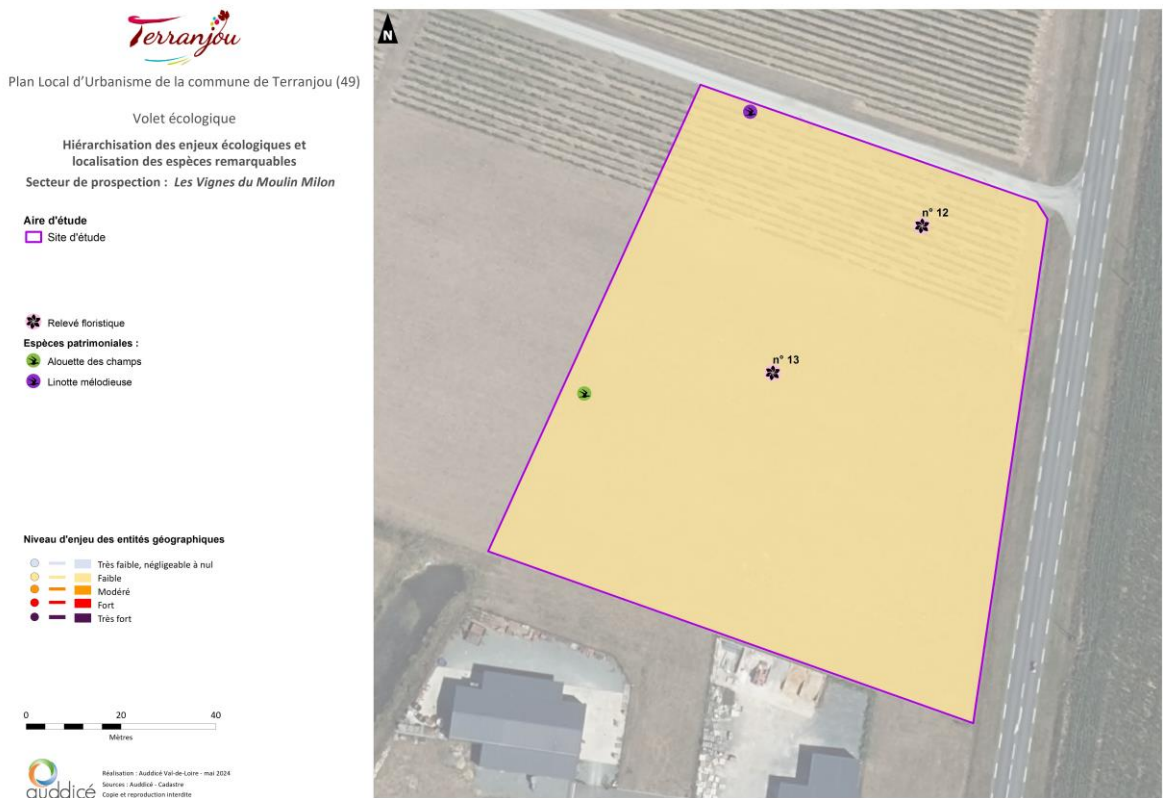 Terranjou
Plan Local d'Urbanisme de la commune de Terranjou (49)
Volet écologique
Hiérarchisation des enjeux écologiques et
localisation des espèces remarquables
Secteur de prospection : Les Vignes du Moulin Milon
Aire d'étude
Site d'étude
Relevé floristique
Espèces patrimoniales :
Alouette des champs
Linotte mélodieuse
Niveau d'enjeu des entités géographiques
Très faible, négligeable à nul
Faible
Modéré
Fort
Très fort
0 20 40
Mètres
auddicé
Réalisation : Auddicé Val-de-Loire - mai 2024
Sources : Auddicé - Cadastre
Copie et reproduction interdite
N
n° 12
n° 13